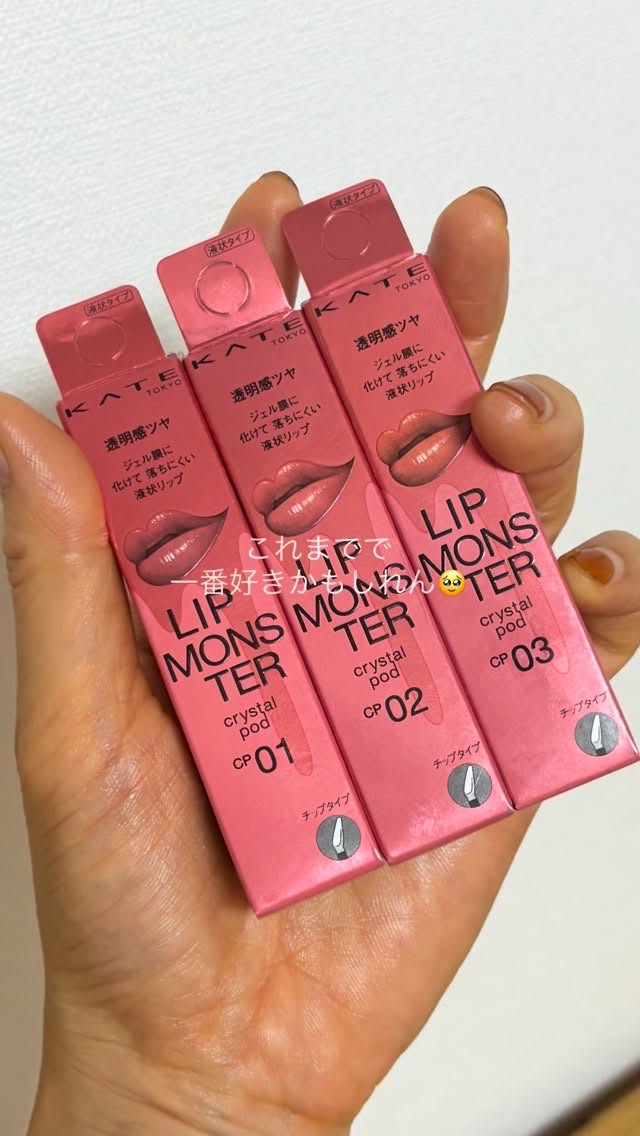 液状タイプ
KATE
TOKYO
透明感ツヤ
ジェル膜に
化けて 落ちにくい
液状リップ
LIP
MONS
TER
crystal
pod
CP 01
チップタイプ
液状タイプ
KATE
TOKYO
透明感ツヤ
ジェル膜に
化けて 落ちにくい
液状リップ
LIP
MONS
TER
crystal
pod
CP 02
チップタイプ
液状タイプ
KATE
TOKYO
透明感ツヤ
ジェル膜に
化けて 落ちにくい
液状リップ
LIP
MONS
TER
crystal
pod
CP 03
チップタイプ
これまでで
一番好きかもしれん🥹